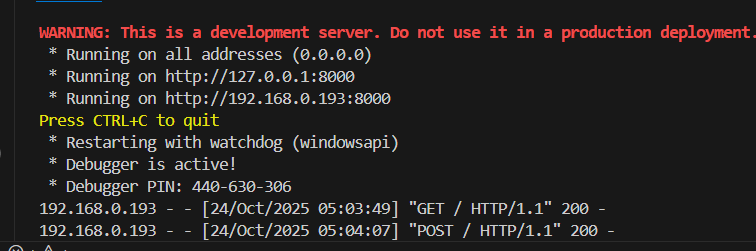 WARNING: This is a development server. Do not use it in a production deployment.
* Running on all addresses (0.0.0.0)
* Running on http://127.0.0.1:8000
* Running on http://192.168.0.193:8000
Press CTRL+C to quit
* Restarting with watchdog (windowsapi)
* Debugger is active!
* Debugger PIN: 440-630-306
192.168.0.193 - - [24/Oct/2025 05:03:49] "GET / HTTP/1.1" 200 -
192.168.0.193 - - [24/Oct/2025 05:04:07] "POST / HTTP/1.1" 200 -